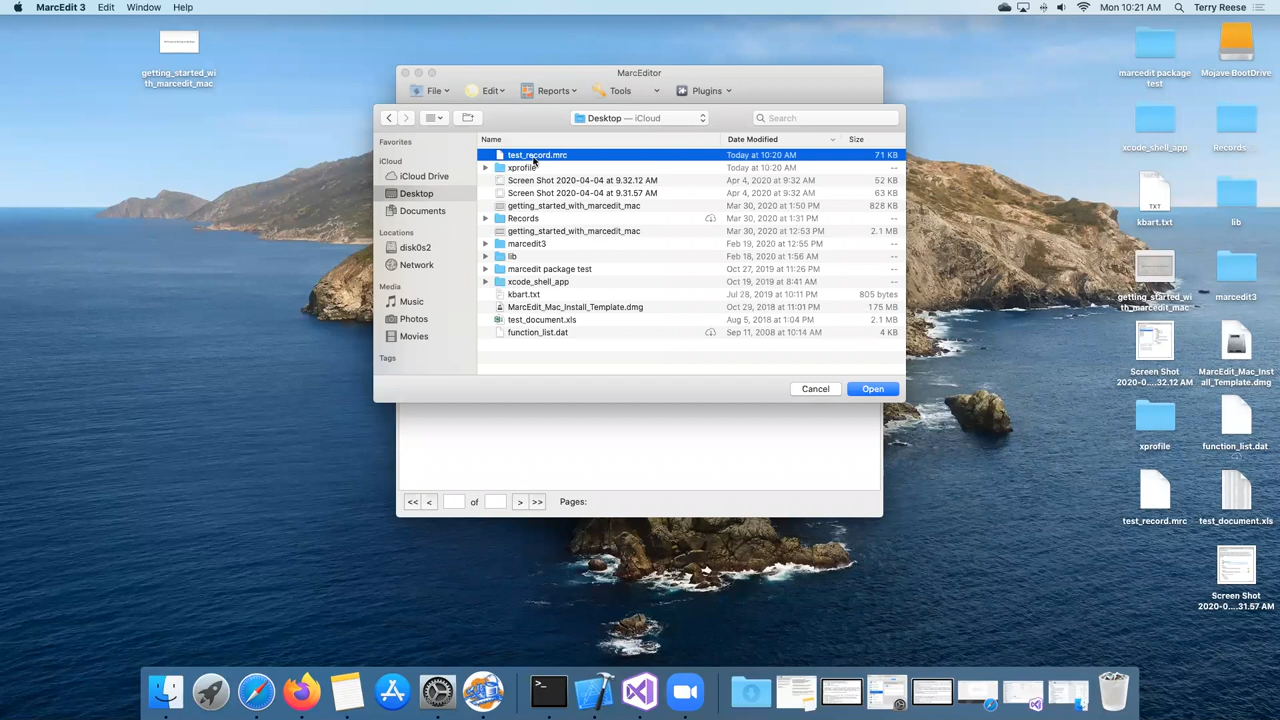 MarcEdit 3 Edit Window Help
Mon 10:21 AM Terry Reese
getting_started_wi
th_marcedit_mac
MarcEditor
File Edit Reports Tools Plugins
Desktop — iCloud
Search
Favorites
iCloud
iCloud Drive
Desktop
Documents
Locations
disk0s2
Network
Media
Music
Photos
Movies
Tags
Name Date Modified Size
test_record.mrc Today at 10:20 AM 71 KB
xprofile Today at 10:20 AM --
Screen Shot 2020-04-04 at 9.32.12 AM Apr 4, 2020 at 9:32 AM 52 KB
Screen Shot 2020-04-04 at 9.31.57 AM Apr 4, 2020 at 9:32 AM 63 KB
getting_started_with_marcedit_mac Mar 30, 2020 at 1:50 PM 828 KB
Records Mar 30, 2020 at 1:31 PM --
getting_started_with_marcedit_mac Mar 30, 2020 at 12:53 PM 2.1 MB
marcedit3 Feb 19, 2020 at 12:55 PM --
lib Feb 18, 2020 at 1:56 AM --
marcedit package test Oct 27, 2019 at 11:26 PM --
xcode_shell_app Oct 19, 2019 at 8:41 AM --
kbart.txt Jul 28, 2019 at 10:11 PM 805 bytes
MarcEdit_Mac_Install_Template.dmg Oct 29, 2018 at 11:01 PM 175 MB
test_document.xls Aug 5, 2018 at 1:04 PM 2.1 MB
function_list.dat Sep 11, 2008 at 10:14 AM 4 KB
Cancel Open
<< < of > >> Pages:
marcedit package
test
Mojave BootDrive
xcode_shell_app
Records
TXT
kbart.txt
lib
getting_started_wi
th_marcedit_mac
marcedit3
Screen Shot
2020-0....32.12 AM
MarcEdit_Mac_Inst
all_Template.dmg
xprofile
function_list.dat
test_record.mrc
test_document.xls
Screen Shot
2020-0....31.57 AM